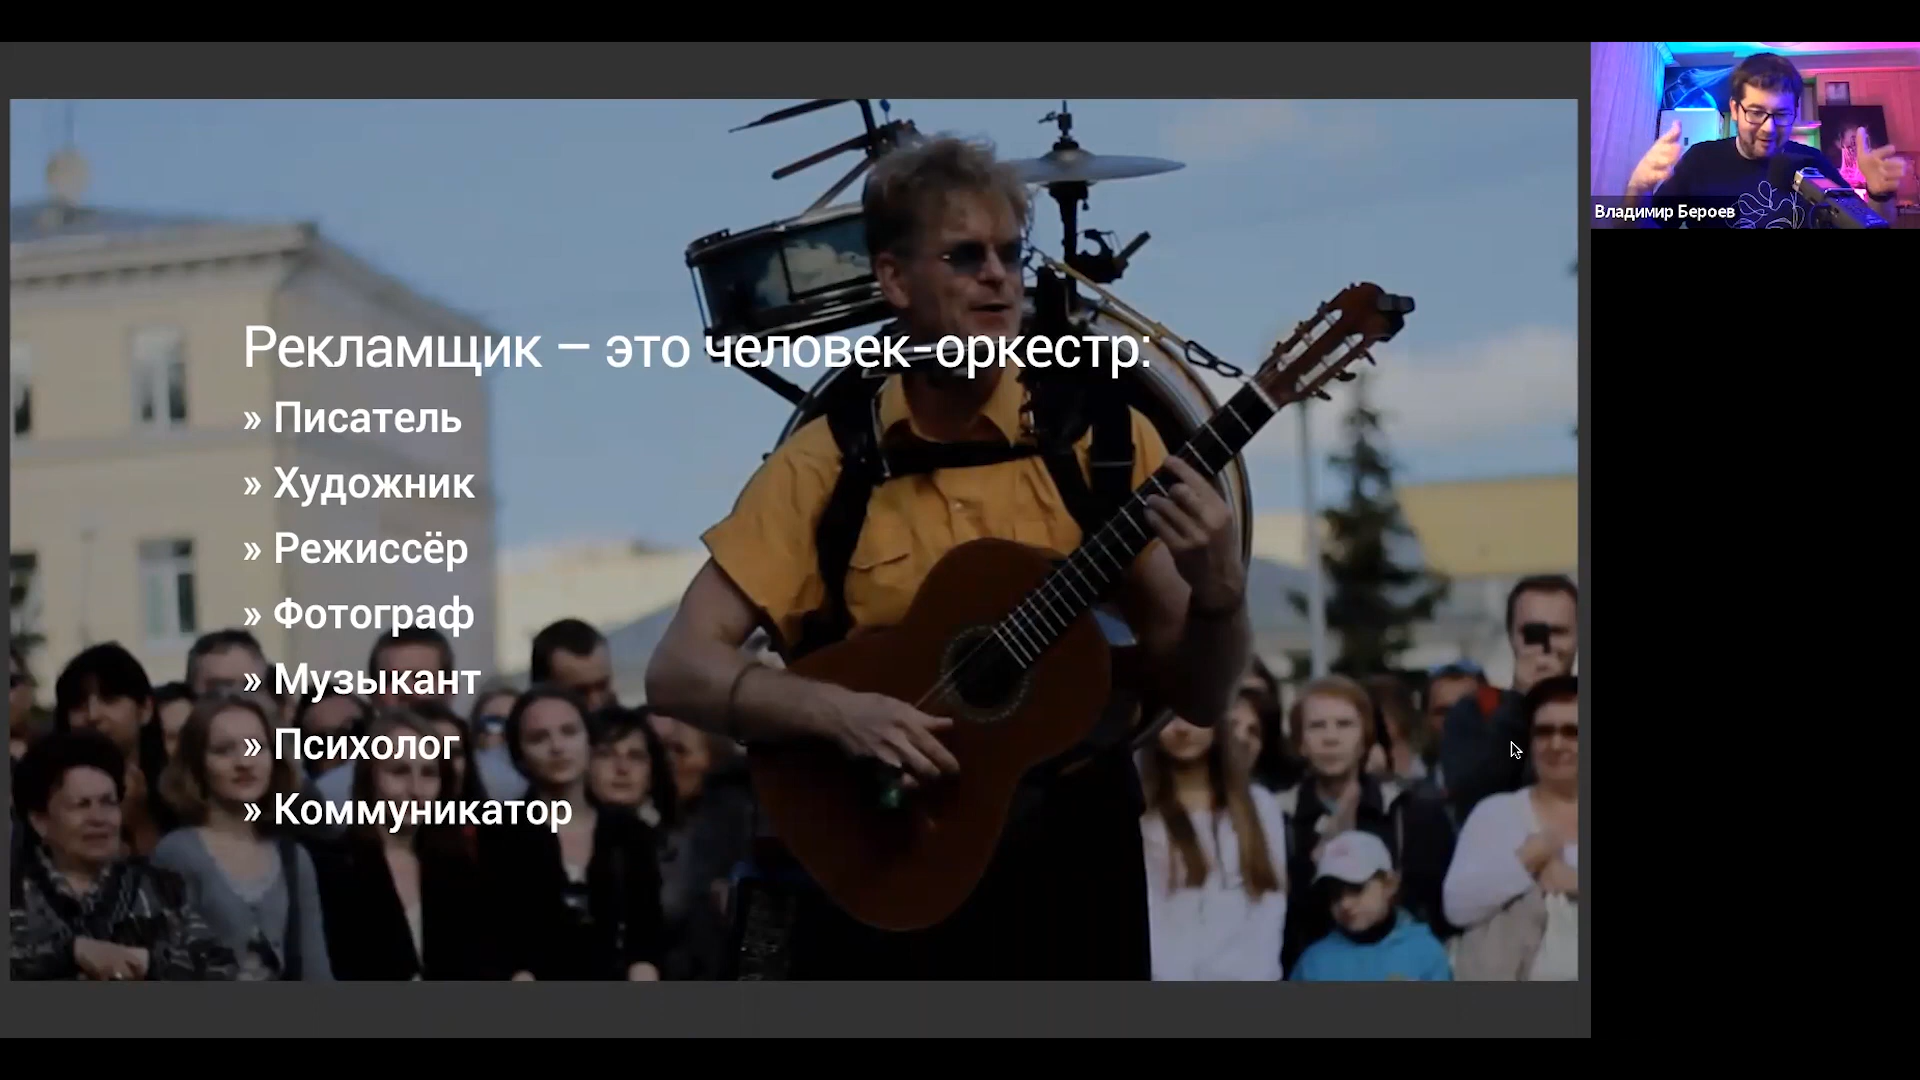 Рекламщик – это человек-оркестр:
» Писатель
» Художник
» Режиссёр
» Фотограф
» Музыкант
» Психолог
» Коммуникатор
Владимир Бероев